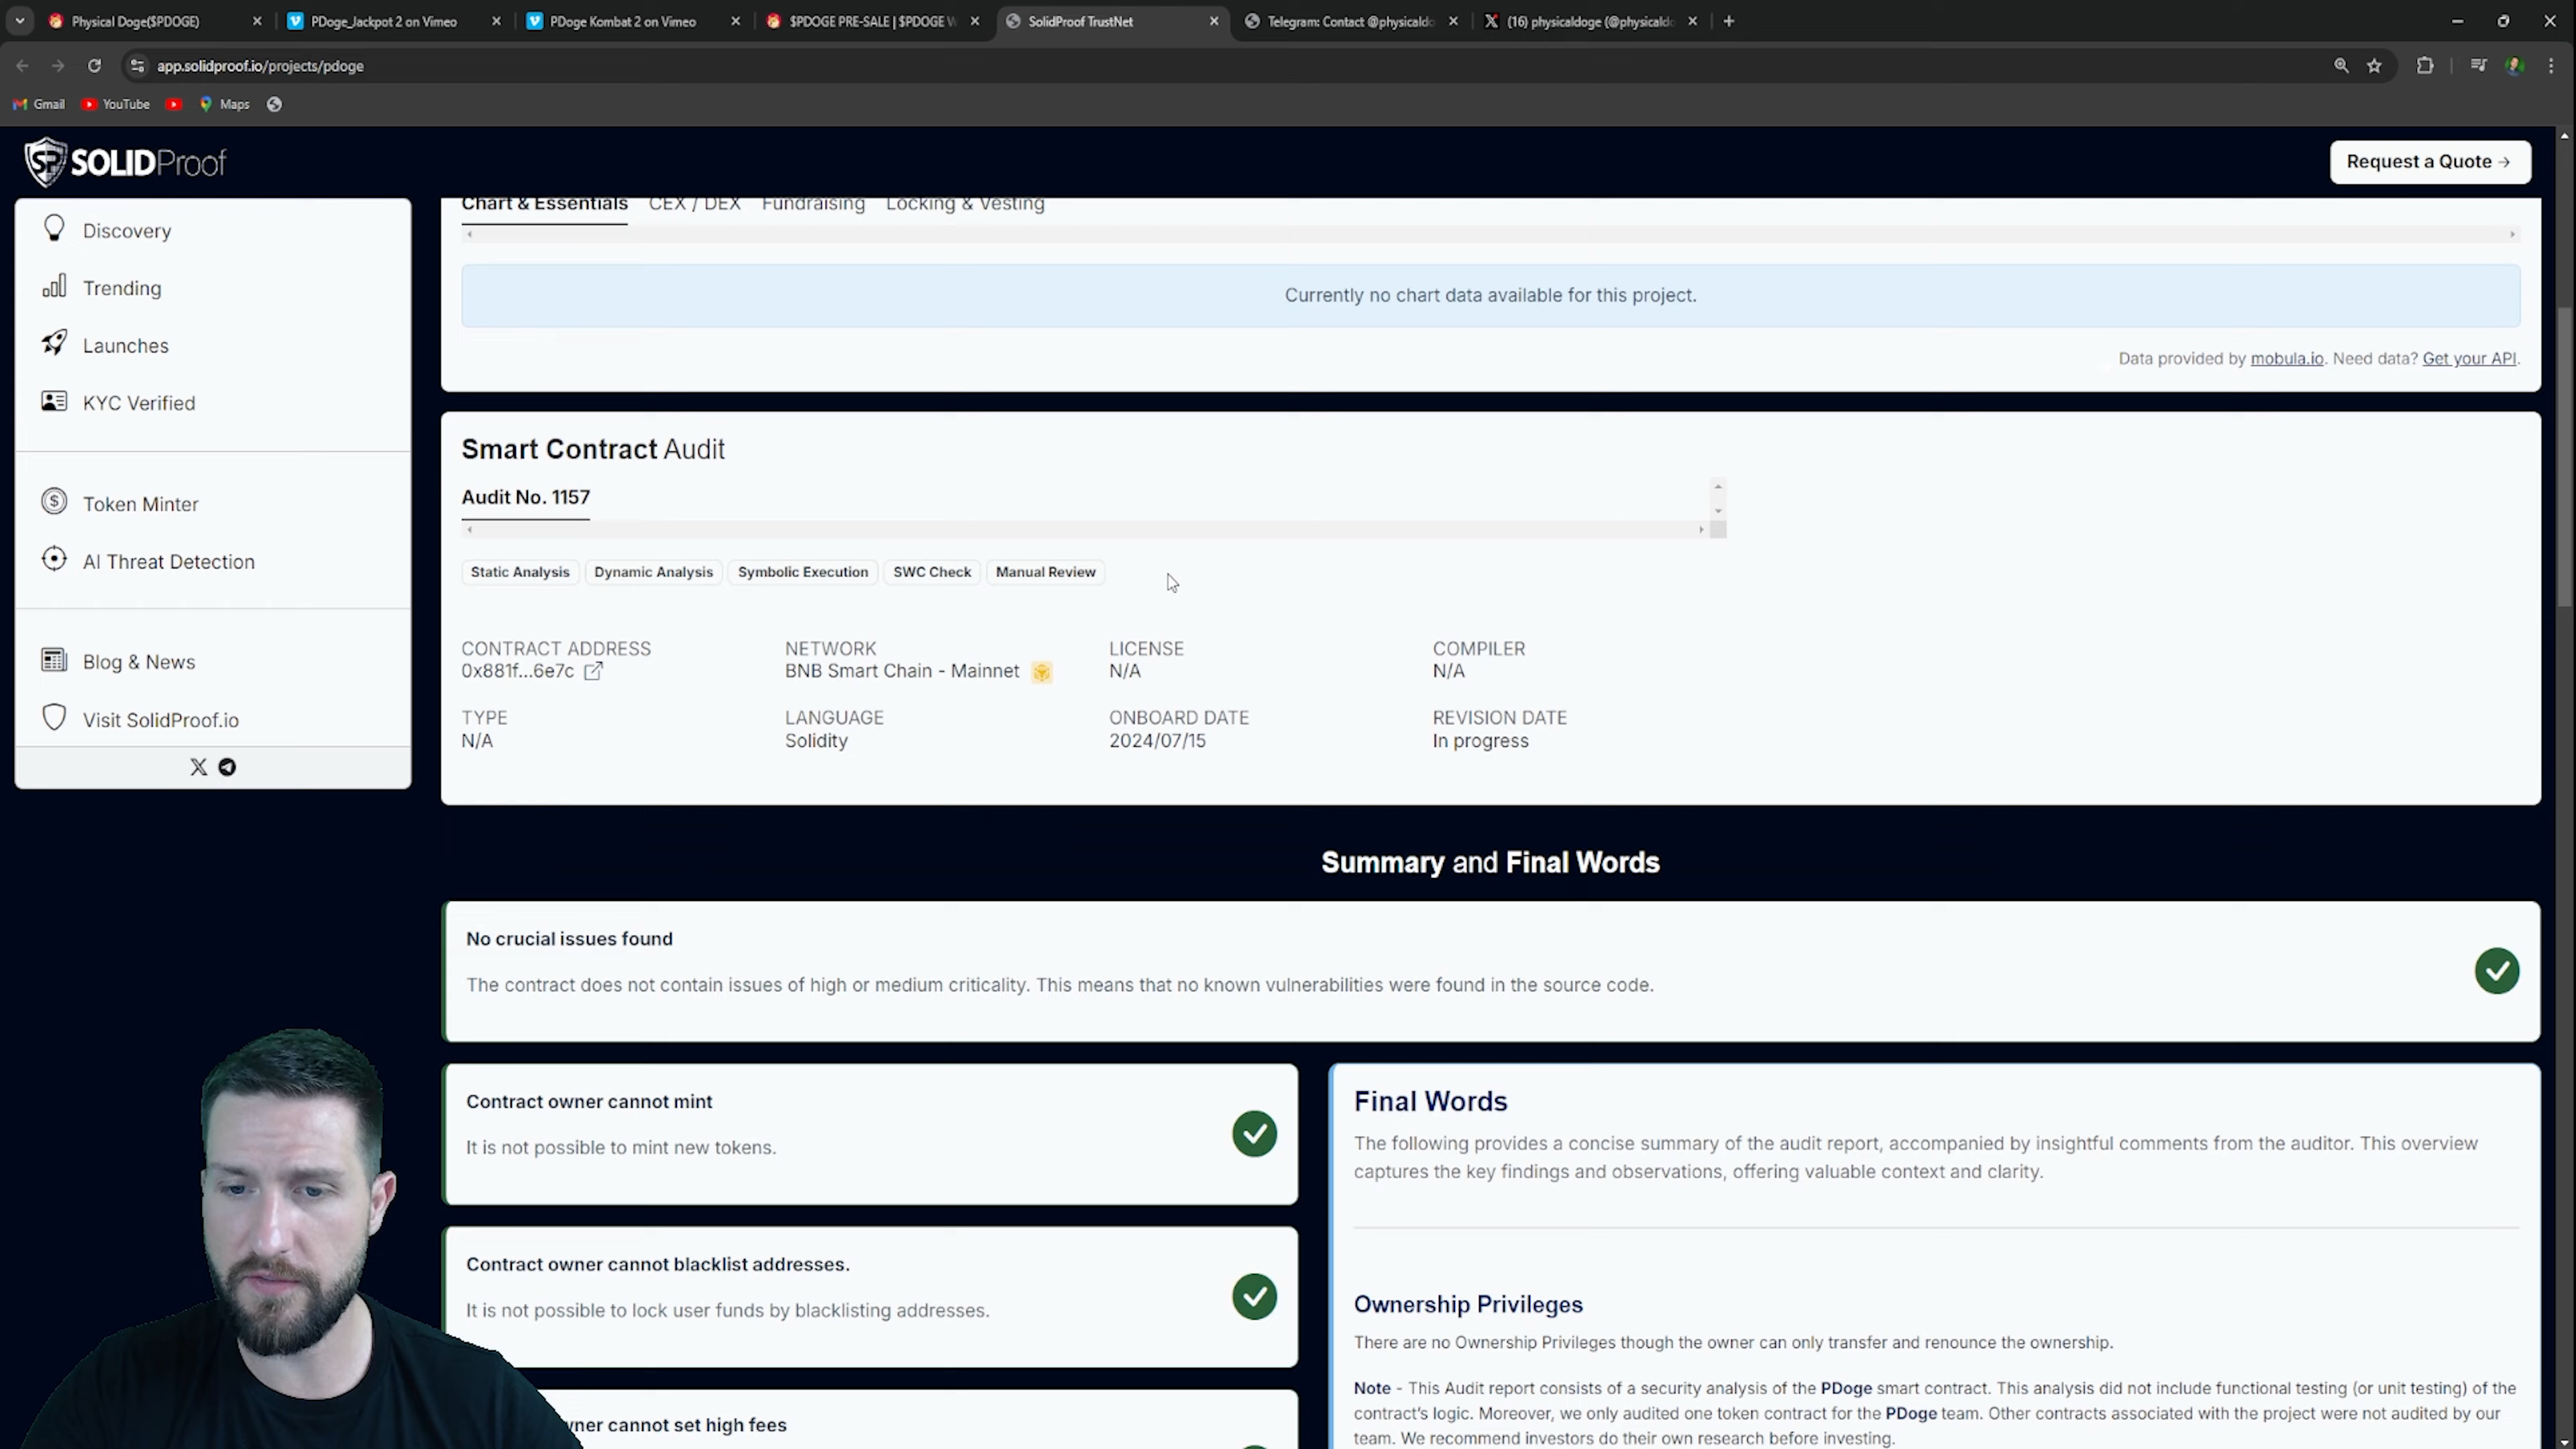 Physical Doge($PDOGE)
PDoge_Jackpot 2 on Vimeo
PDoge Kombat 2 on Vimeo
$PDOGE PRE-SALE | $PDOGE W
SolidProof TrustNet
Telegram: Contact @physicaldo
(16) physicaldoge (@physicaldo
app.solidproof.io/projects/pdoge
Gmail
YouTube
Maps
SP SOLIDProof
Request a Quote →
Discovery
Trending
Launches
KYC Verified
Token Minter
AI Threat Detection
Blog & News
Visit SolidProof.io
Chart & Essentials CEX / DEX Fundraising Locking & Vesting
Currently no chart data available for this project.
Data provided by mobula.io. Need data? Get your API.
Smart Contract Audit
Audit No. 1157
Static Analysis Dynamic Analysis Symbolic Execution SWC Check Manual Review
CONTRACT ADDRESS NETWORK LICENSE COMPILER
0x881f...6e7c BNB Smart Chain - Mainnet N/A N/A
TYPE LANGUAGE ONBOARD DATE REVISION DATE
N/A Solidity 2024/07/15 In progress
Summary and Final Words
No crucial issues found
The contract does not contain issues of high or medium criticality. This means that no known vulnerabilities were found in the source code.
Contract owner cannot mint
It is not possible to mint new tokens.
Contract owner cannot blacklist addresses.
It is not possible to lock user funds by blacklisting addresses.
wner cannot set high fees
Final Words
The following provides a concise summary of the audit report, accompanied by insightful comments from the auditor. This overview
captures the key findings and observations, offering valuable context and clarity.
Ownership Privileges
There are no Ownership Privileges though the owner can only transfer and renounce the ownership.
Note - This Audit report consists of a security analysis of the PDoge smart contract. This analysis did not include functional testing (or unit testing) of the
contract's logic. Moreover, we only audited one token contract for the PDoge team. Other contracts associated with the project were not audited by our
team. We recommend investors do their own research before investing.